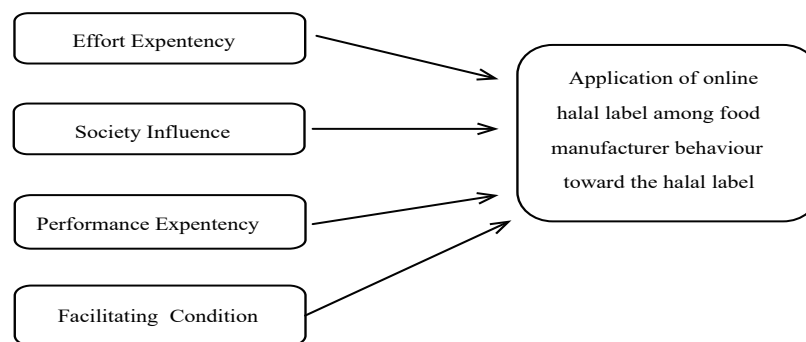 Effort Expentency
Society Influence
Performance Expentency
Facilitating Condition
Application of online
halal label among food
manufacturer behaviour
toward the halal label